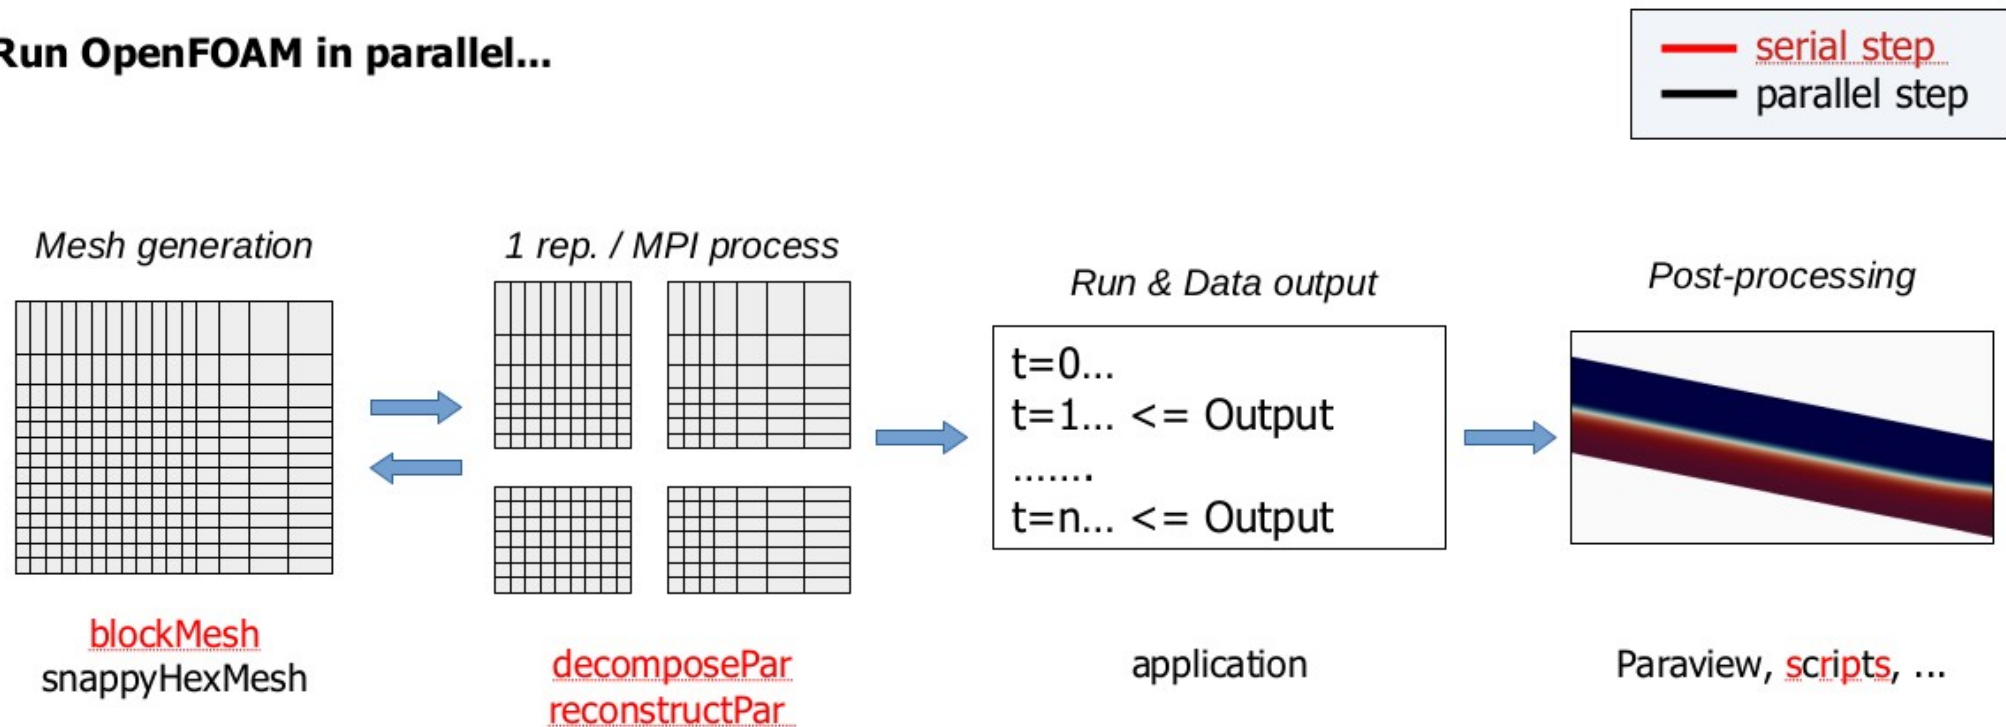 Run OpenFOAM in parallel...
serial step
parallel step
Mesh generation
1 rep. / MPI process
Run & Data output
Post-processing
t=0...
t=1... <= Output
.......
t=n... <= Output
blockMesh
snappyHexMesh
decomposePar
reconstructPar
application
Paraview, scripts, ...